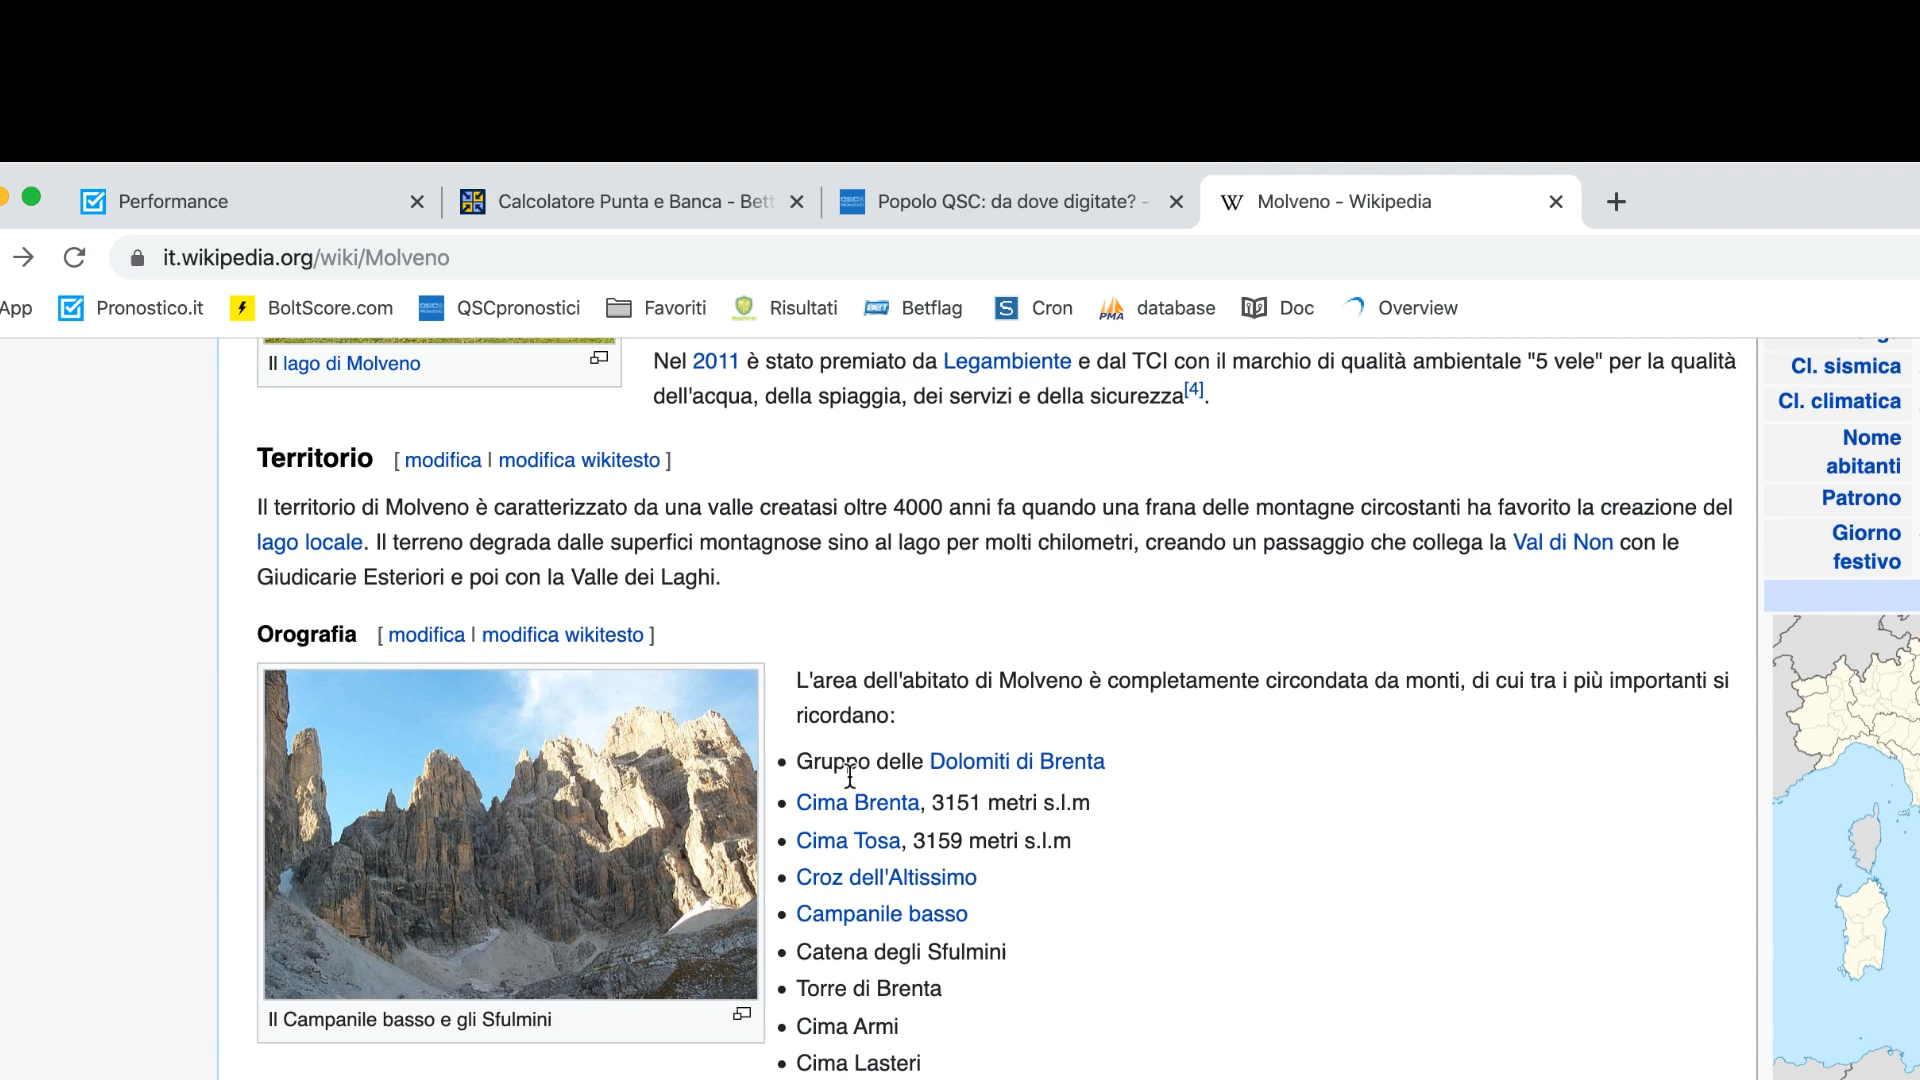 Performance
Calcolatore Punta e Banca - Bett
Popolo QSC: da dove digitate? -
Molveno - Wikipedia
it.wikipedia.org/wiki/Molveno
App
Pronostico.it
BoltScore.com
QSCpronostici
Favoriti
Risultati
Betflag
Cron
database
Doc
Overview
Il lago di Molveno
Nel 2011 è stato premiato da Legambiente e dal TCI con il marchio di qualità ambientale "5 vele" per la qualità
dell'acqua, della spiaggia, dei servizi e della sicurezza[4].
Territorio [ modifica | modifica wikitesto ]
Il territorio di Molveno è caratterizzato da una valle creatasi oltre 4000 anni fa quando una frana delle montagne circostanti ha favorito la creazione del
lago locale. Il terreno degrada dalle superfici montagnose sino al lago per molti chilometri, creando un passaggio che collega la Val di Non con le
Giudicarie Esteriori e poi con la Valle dei Laghi.
Orografia [ modifica | modifica wikitesto ]
L'area dell'abitato di Molveno è completamente circondata da monti, di cui tra i più importanti si
ricordano:
• Gruppo delle Dolomiti di Brenta
• Cima Brenta, 3151 metri s.l.m
• Cima Tosa, 3159 metri s.l.m
• Croz dell'Altissimo
• Campanile basso
• Catena degli Sfulmini
• Torre di Brenta
• Cima Armi
• Cima Lasteri
Il Campanile basso e gli Sfulmini
Cl. sismica
Cl. climatica
Nome
abitanti
Patrono
Giorno
festivo